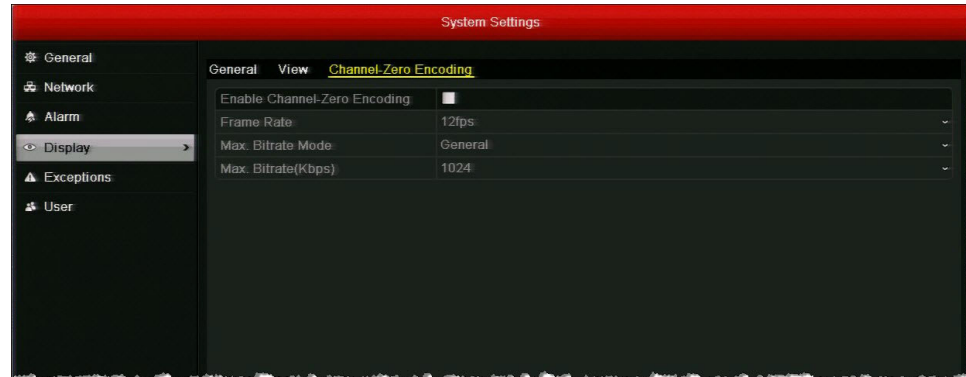 System Settings
General
Network
Alarm
Display
Exceptions
User
General View Channel-Zero Encoding
Enable Channel-Zero Encoding
Frame Rate 12fps
Max. Bitrate Mode General
Max. Bitrate(Kbps) 1024